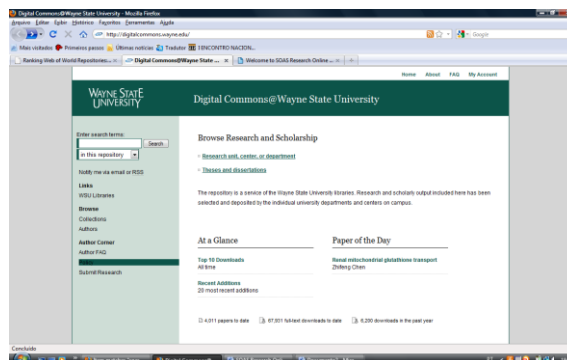 Digital Commons@Wayne State University - Mozilla Firefox
Arquivo Editar Exibir Histórico Favoritos Ferramentas Ajuda
http://digitalcommons.wayne.edu/
Google
Mais visitados Primeiros passos Últimas notícias Tradutor
Ranking Web of World Repositories... Digital Commons@Wayne State ... Welcome to SOAS Research Online ...
Home About FAQ My Account
WAYNE STATE
UNIVERSITY
Digital Commons@Wayne State University
Enter search terms:
Search
in this repository
Notify me via email or RSS
Links
WSU Libraries
Browse
Collections
Authors
Author Corner
Author FAQ
Submit Research
Browse Research and Scholarship
Research unit, center, or department
Theses and dissertations
The repository is a service of the Wayne State University libraries. Research and scholarly output included here has been
selected and deposited by the individual university departments and centers on campus.
At a Glance
Top 10 Downloads
All time
Recent Additions
20 most recent additions
Paper of the Day
Renal mitochondrial glutathione transport
Zhifeng Chen
4,011 papers to date full-text downloads to date 6,200 downloads in the past year
Concluído